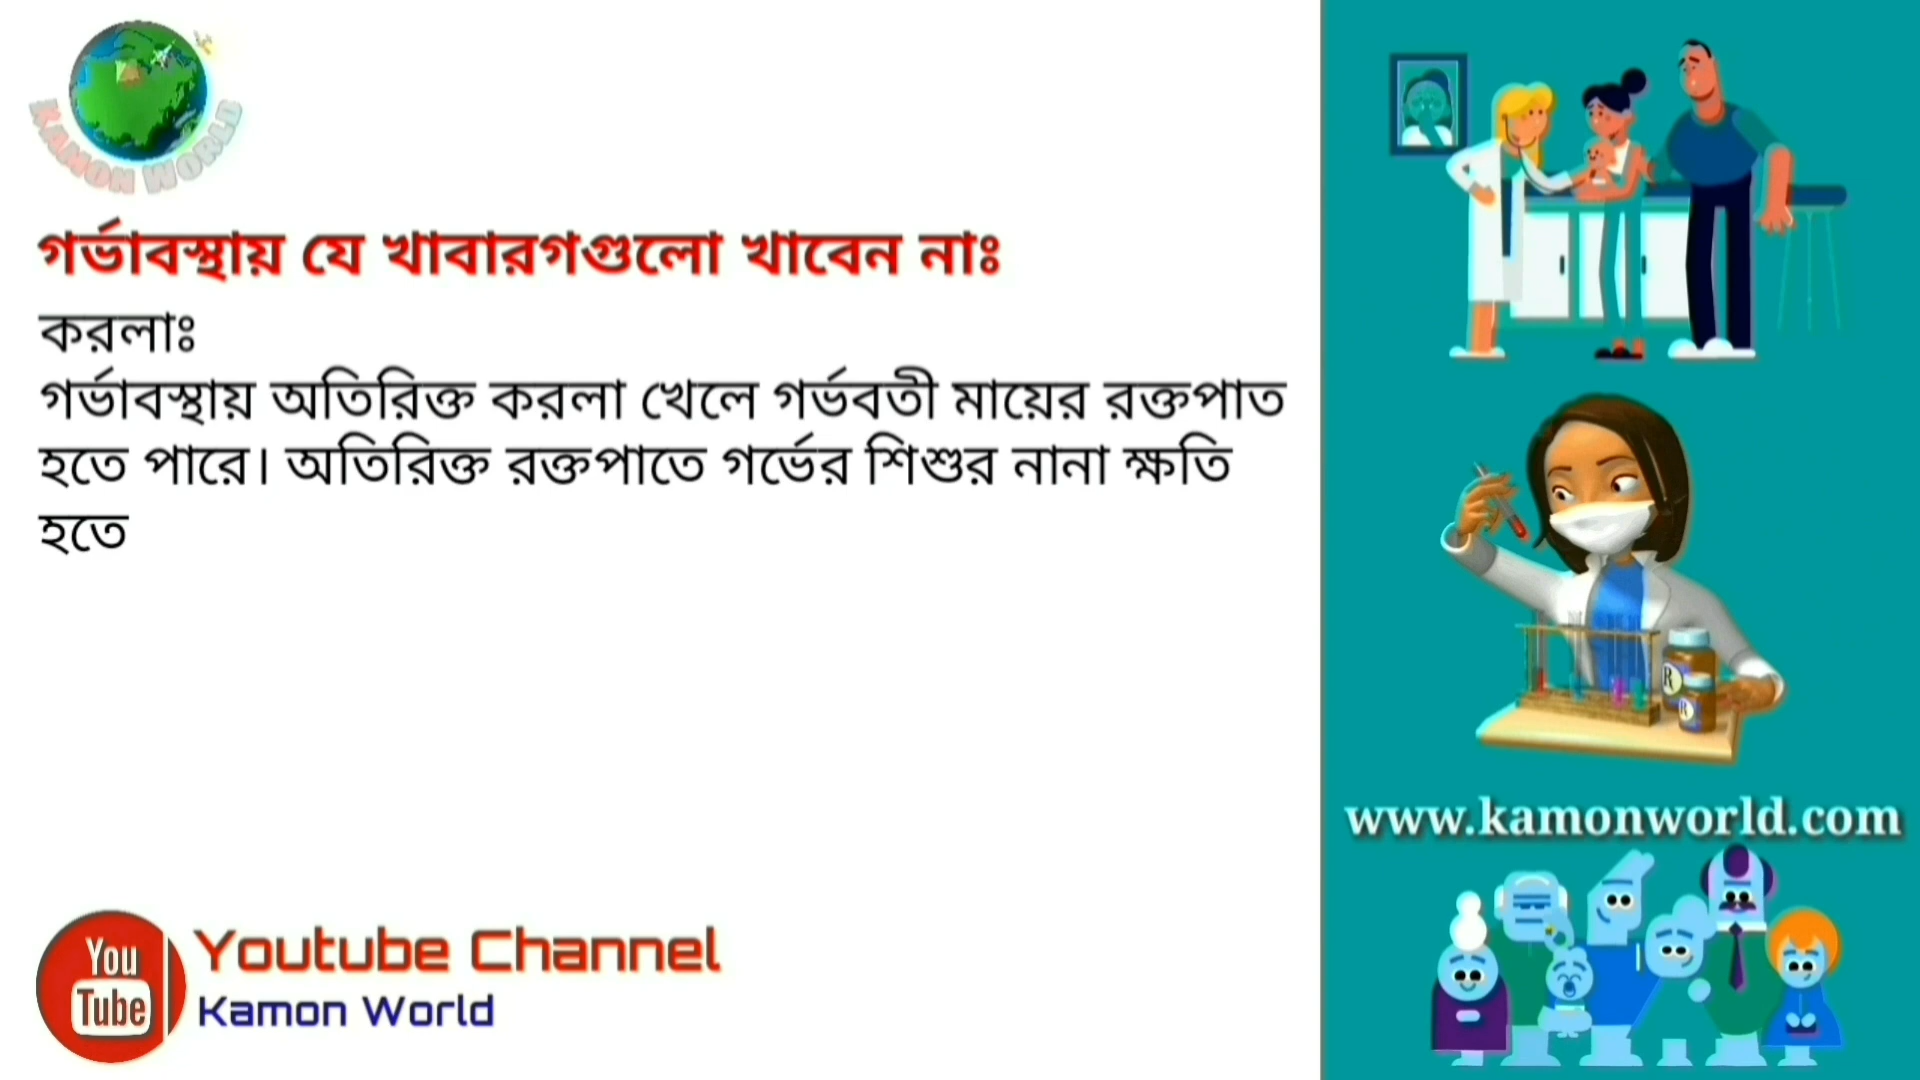 KAMON WORLD
গর্ভাবস্থায় যে খাবারগগুলো খাবেন নাঃ
করলাঃ
গর্ভাবস্থায় অতিরিক্ত করলা খেলে গর্ভবতী মায়ের রক্তপাত
হতে পারে। অতিরিক্ত রক্তপাতে গর্ভের শিশুর নানা ক্ষতি
হতে
You
Tube
Youtube Channel
Kamon World
R
R
www.kamonworld.com